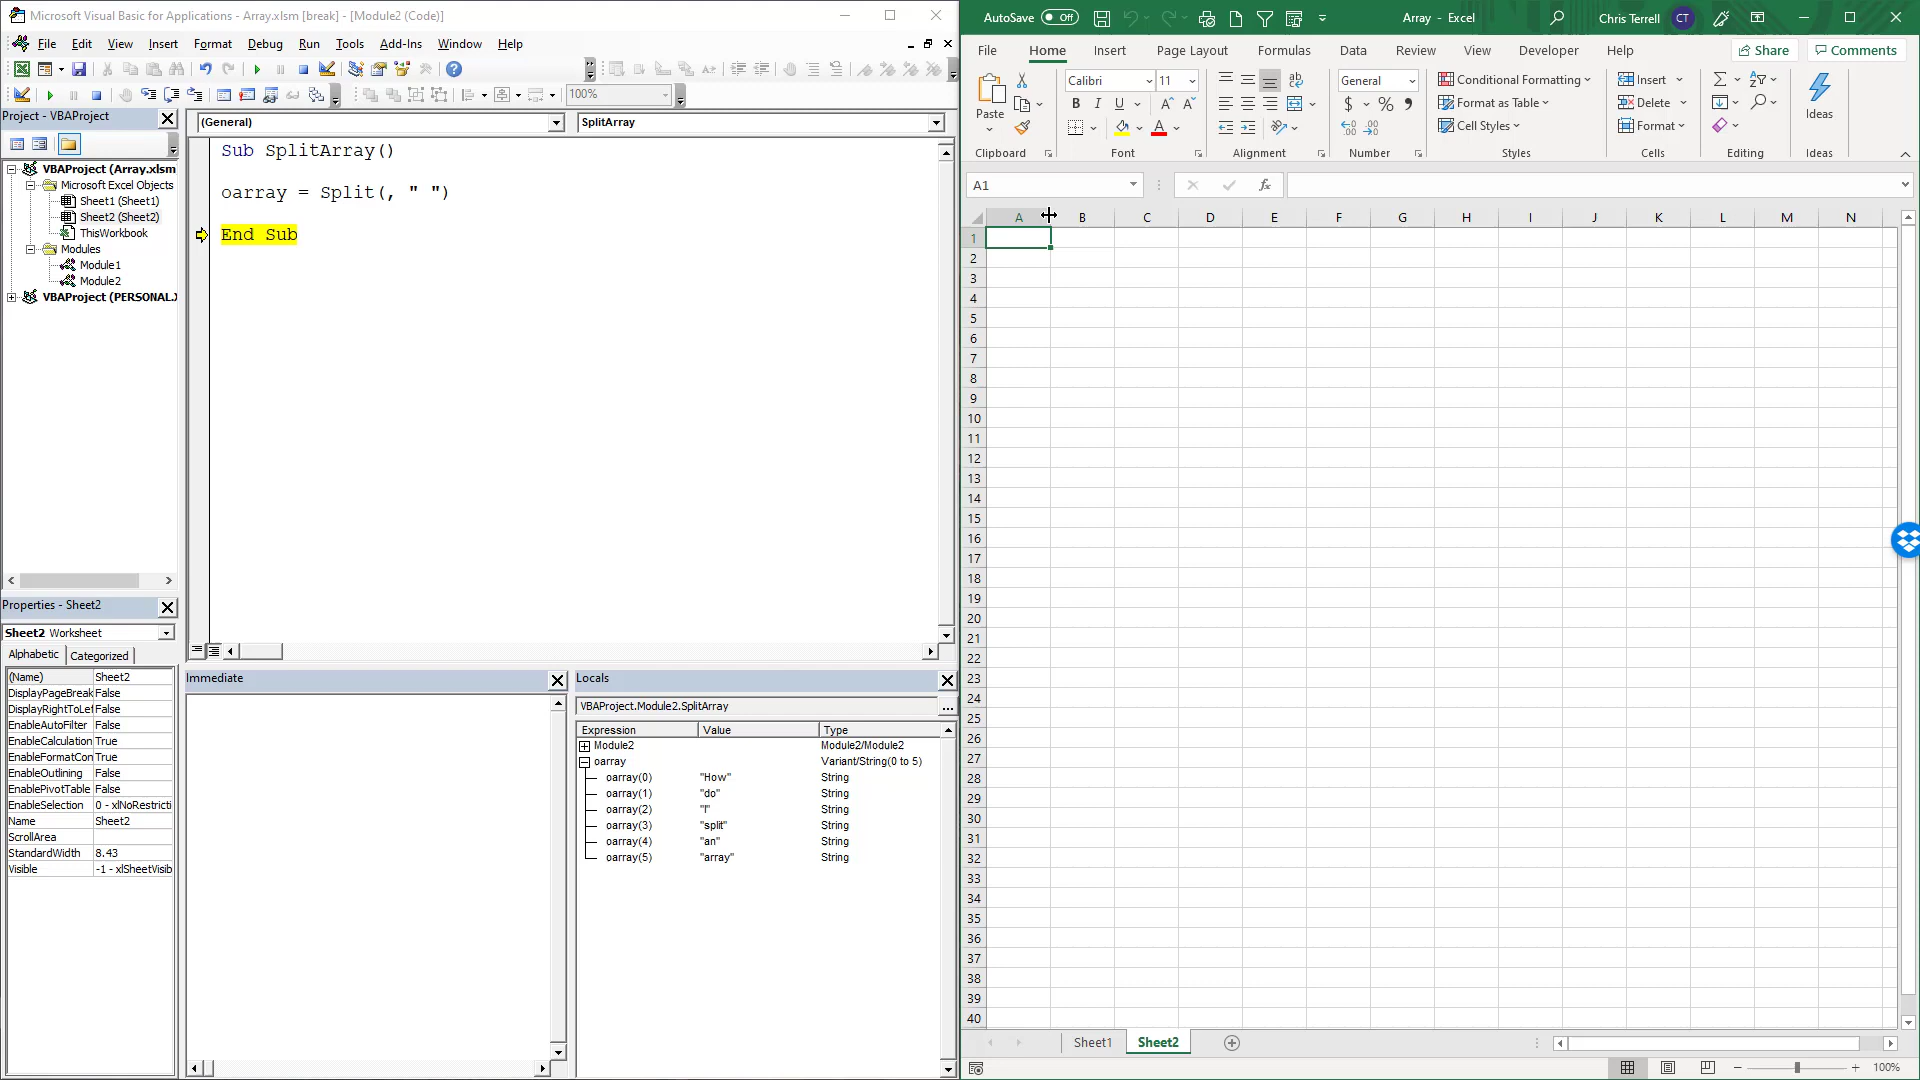 Microsoft Visual Basic for Applications - Array.xlsm [break] - [Module2 (Code)]
File Edit View Insert Format Debug Run Tools Add-Ins Window Help
100%
Project - VBAProject
VBAProject (Array.xlsm
Microsoft Excel Objects
Sheet1 (Sheet1)
Sheet2 (Sheet2)
ThisWorkbook
Modules
Module1
Module2
VBAProject (PERSONAL.
Properties - Sheet2
Sheet2 Worksheet
Alphabetic Categorized
(Name) Sheet2
DisplayPageBreak False
DisplayRightToLef False
EnableAutoFilter False
EnableCalculation True
EnableFormatCon True
EnableOutlining False
EnablePivotTable False
EnableSelection 0 - xlNoRestricti
Name Sheet2
ScrollArea
StandardWidth 8.43
Visible -1 - xlSheetVisib
(General) SplitArray
Sub SplitArray()
oarray = Split(, " ")
End Sub
Immediate
Locals
VBAProject.Module2.SplitArray
...
Expression Value Type
Module2 Module2/Module2
oarray Variant/String(0 to 5)
oarray(0) "How" String
oarray(1) "do" String
oarray(2) "I" String
oarray(3) "split" String
oarray(4) "an" String
oarray(5) "array" String
AutoSave Off Array - Excel Chris Terrell CT
File Home Insert Page Layout Formulas Data Review View Developer Help Share Comments
Paste
Calibri 11
B I U
General
$ % 9
Conditional Formatting
Format as Table
Cell Styles
Insert
Delete
Format
Ideas
Clipboard Font Alignment Number Styles Cells Editing Ideas
A1 fx
A B C D E F G H I J K L M N
1
2
3
4
5
6
7
8
9
10
11
12
13
14
15
16
17
18
19
20
21
22
23
24
25
26
27
28
29
30
31
32
33
34
35
36
37
38
39
40
Sheet1 Sheet2
100%